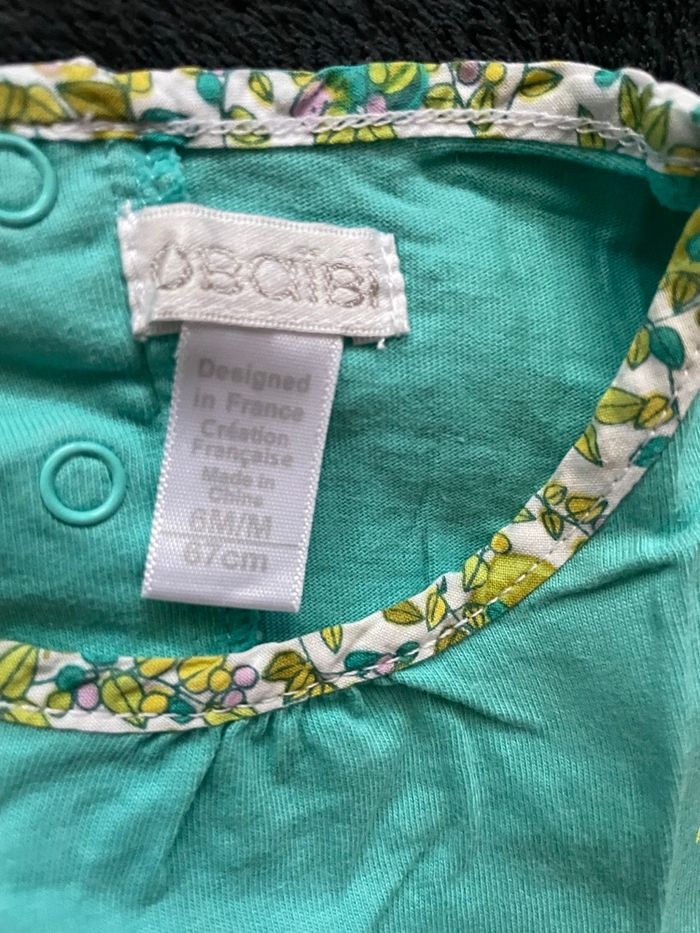 OBaïBi
Designed
in France
Création
Française
Made in
China
6M/M
67cm